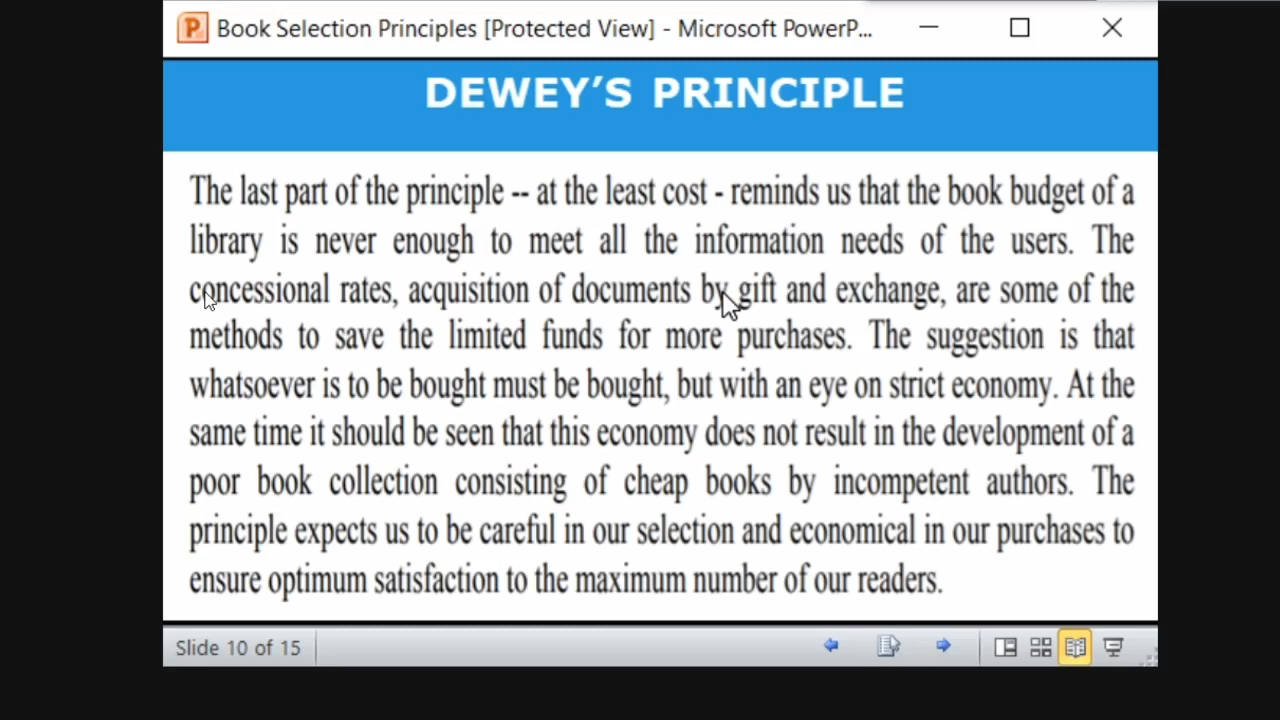 Book Selection Principles [Protected View] - Microsoft PowerP...
DEWEY'S PRINCIPLE
The last part of the principle -- at the least cost - reminds us that the book budget of a
library is never enough to meet all the information needs of the users. The
concessional rates, acquisition of documents by gift and exchange, are some of the
methods to save the limited funds for more purchases. The suggestion is that
whatsoever is to be bought must be bought, but with an eye on strict economy. At the
same time it should be seen that this economy does not result in the development of a
poor book collection consisting of cheap books by incompetent authors. The
principle expects us to be careful in our selection and economical in our purchases to
ensure optimum satisfaction to the maximum number of our readers.
Slide 10 of 15